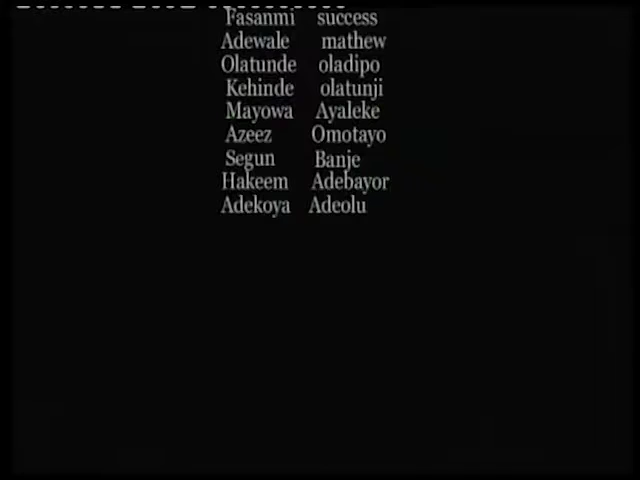 Fasanmi success
Adewale mathew
Olatunde oladipo
Kehinde olatunji
Mayowa Ayaleke
Azeez Omotayo
Segun Banje
Hakeem Adebayor
Adekoya Adeolu